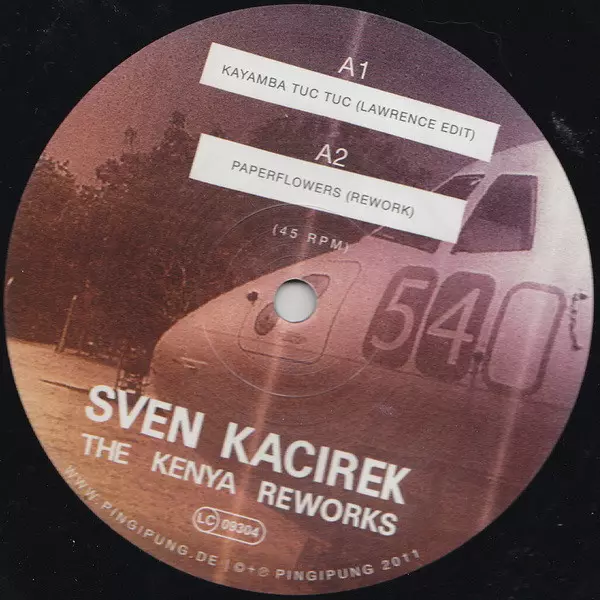 A1
KAYAMBA TUC TUC (LAWRENCE EDIT)
A2
PAPERFLOWERS (REWORK)
(45 RPM)
540
SVEN KACIREK
THE KENYA REWORKS
LC 09304
WWW.PINGIPUNG.DE | ©+℗ PINGIPUNG 2011